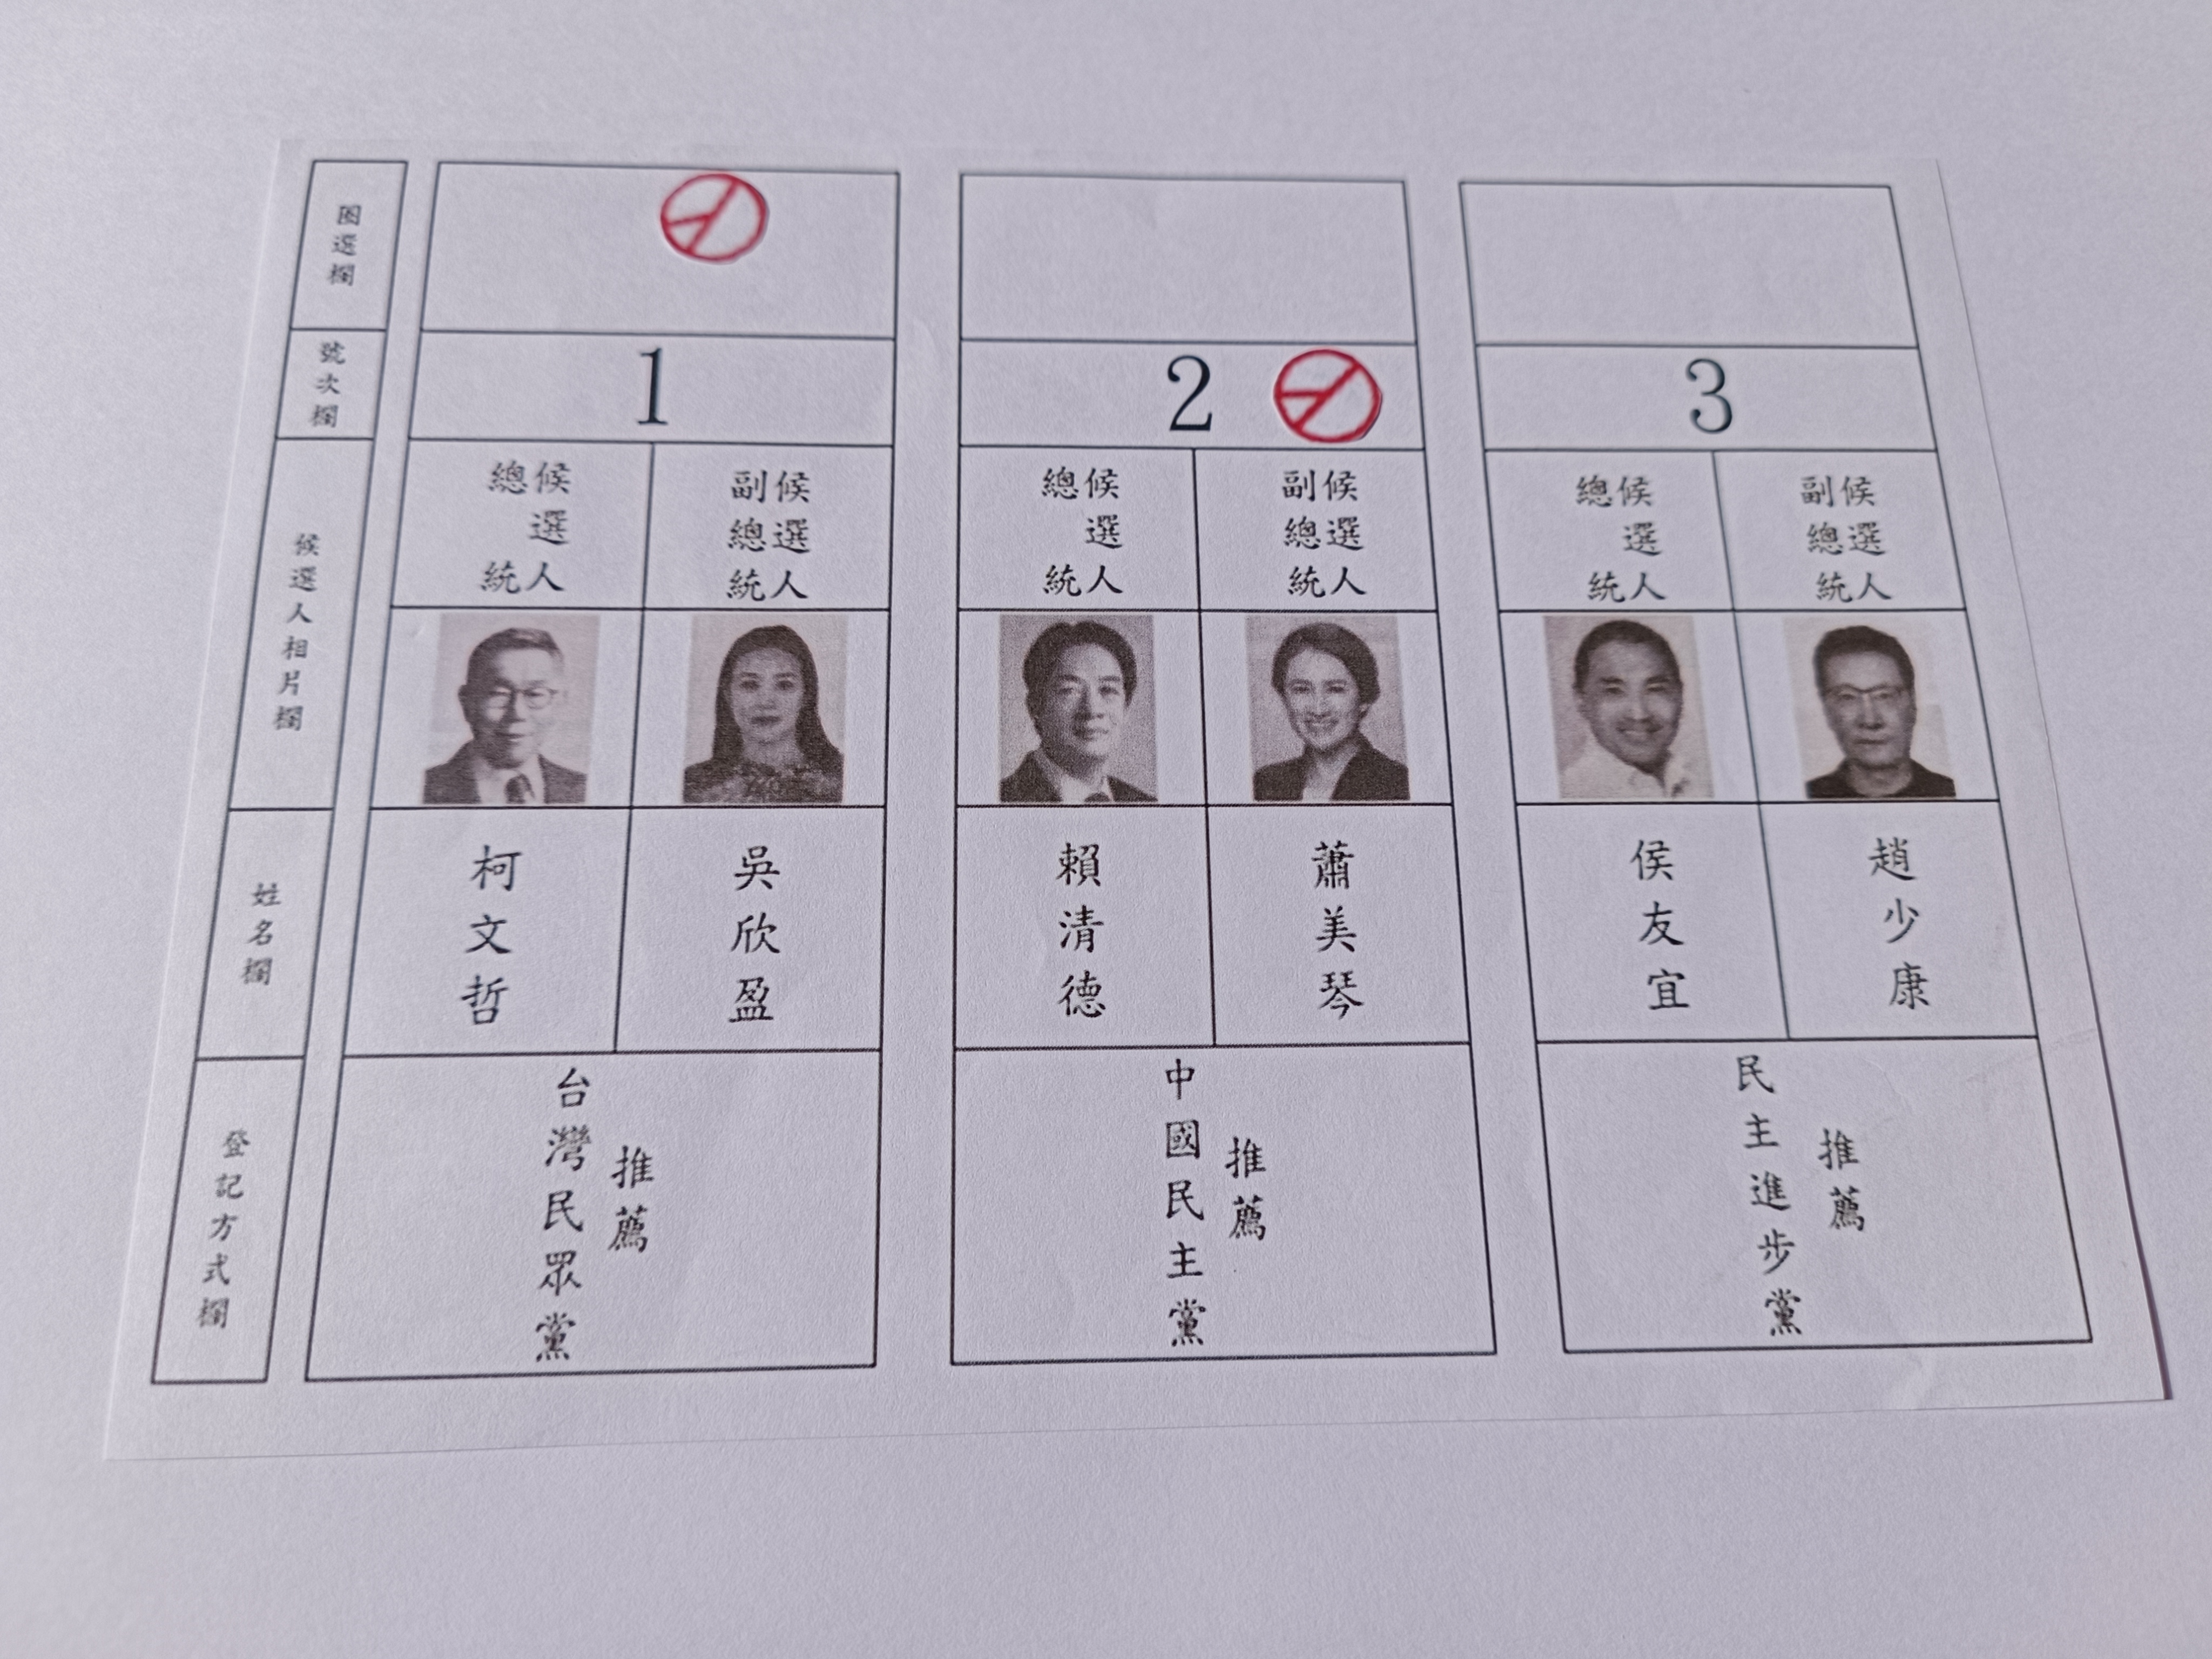 圈選欄
號次欄
候選人相片欄
姓名欄
登記方式欄
1
總統候選人
副總統候選人
柯文哲
吳欣盈
台灣民眾黨
推薦
2
總統候選人
副總統候選人
賴清德
蕭美琴
中國民主黨
推薦
3
總統候選人
副總統候選人
侯友宜
趙少康
民主進步黨
推薦